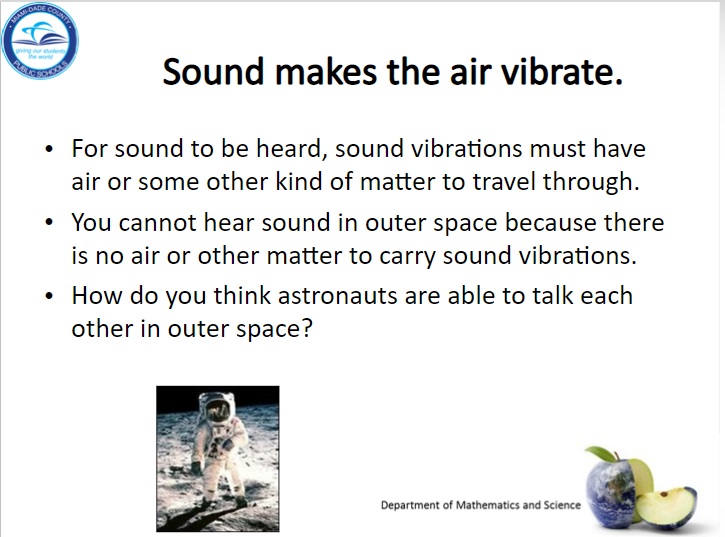 MIAMI-DADE COUNTY
giving our students
the world
PUBLIC SCHOOLS
Sound makes the air vibrate.
• For sound to be heard, sound vibrations must have
air or some other kind of matter to travel through.
• You cannot hear sound in outer space because there
is no air or other matter to carry sound vibrations.
• How do you think astronauts are able to talk each
other in outer space?
Department of Mathematics and Science